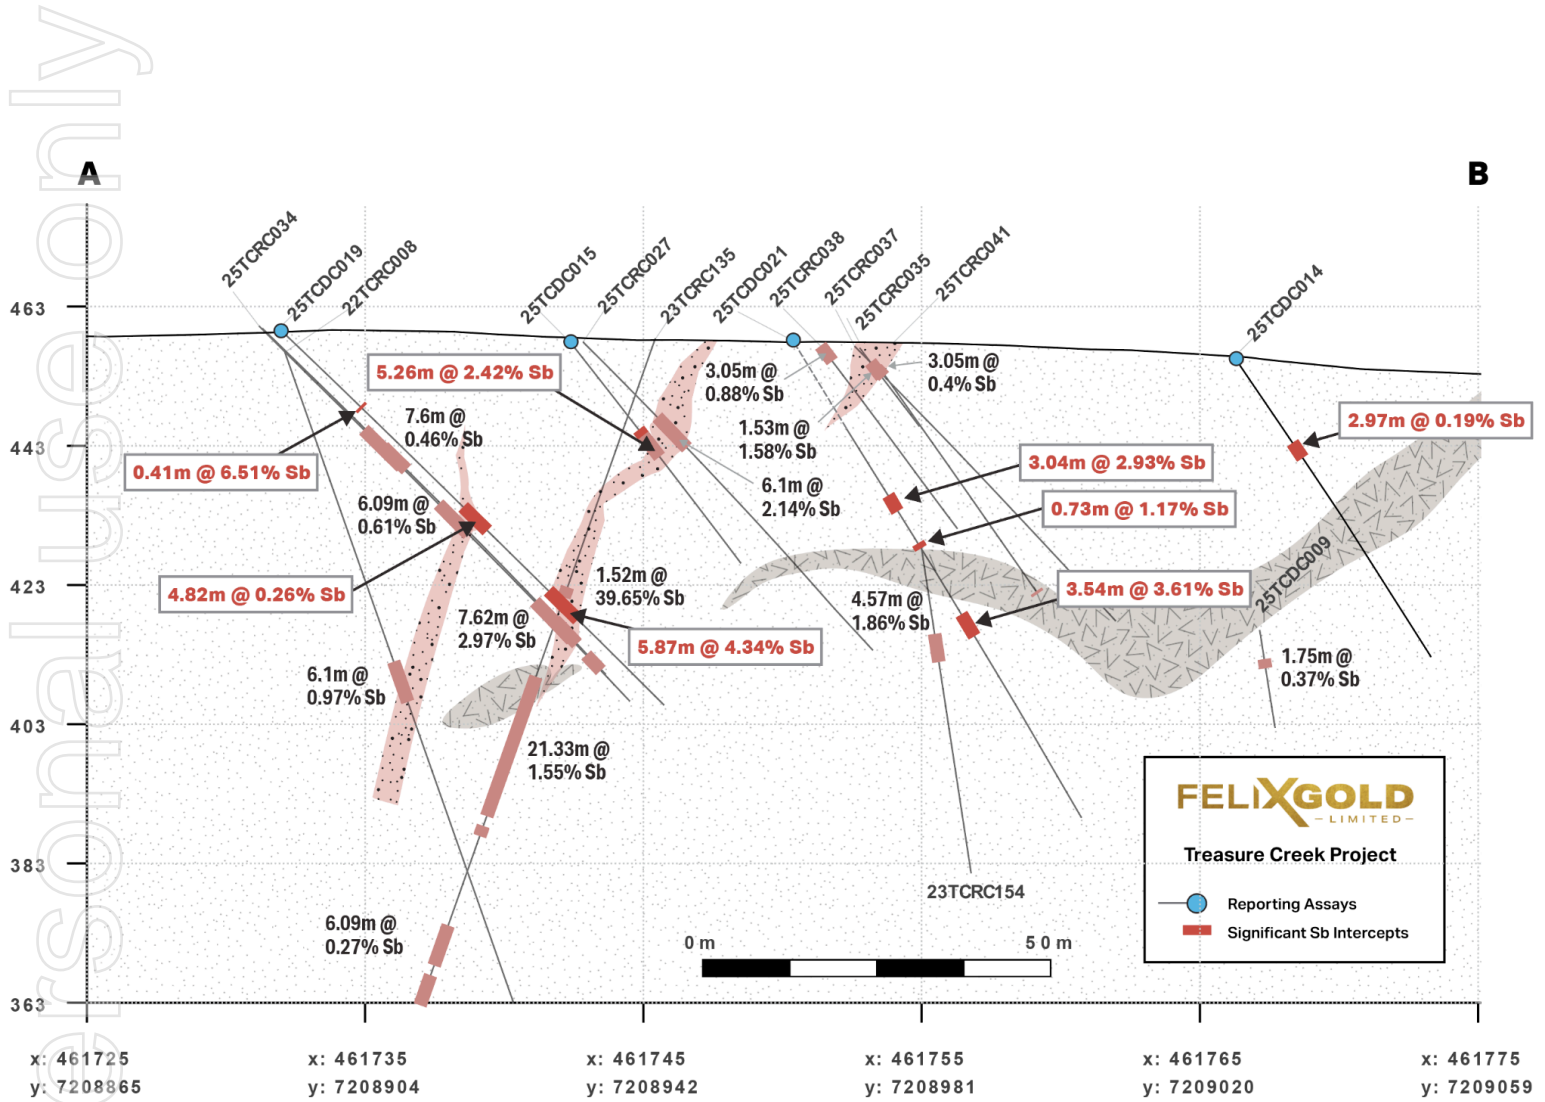 ersonal use only
A
B
25TCRC034
25TCDC019
22TCRC008
25TCDC015
25TCRC027
23TCRC135
25TCDC021
25TCRC038
25TCRC037
25TCRC035
25TCRC041
25TCDC014
463
443
423
403
383
363
5.26m @ 2.42% Sb
7.6m @
0.46% Sb
0.41m @ 6.51% Sb
6.09m @
0.61% Sb
4.82m @ 0.26% Sb
3.05m @
0.88% Sb
3.05m @
0.4% Sb
1.53m @
1.58% Sb
6.1m @
2.14% Sb
2.97m @ 0.19% Sb
3.04m @ 2.93% Sb
0.73m @ 1.17% Sb
3.54m @ 3.61% Sb
25TCDC009
1.52m @
39.65% Sb
7.62m @
2.97% Sb
5.87m @ 4.34% Sb
4.57m @
1.86% Sb
6.1m @
0.97% Sb
1.75m @
0.37% Sb
21.33m @
1.55% Sb
6.09m @
0.27% Sb
23TCRC154
0 m
5 0 m
FELIXGOLD
LIMITED
Treasure Creek Project
Reporting Assays
Significant Sb Intercepts
x: 461725
y: 7208865
x: 461735
y: 7208904
x: 461745
y: 7208942
x: 461755
y: 7208981
x: 461765
y: 7209020
x: 461775
y: 7209059